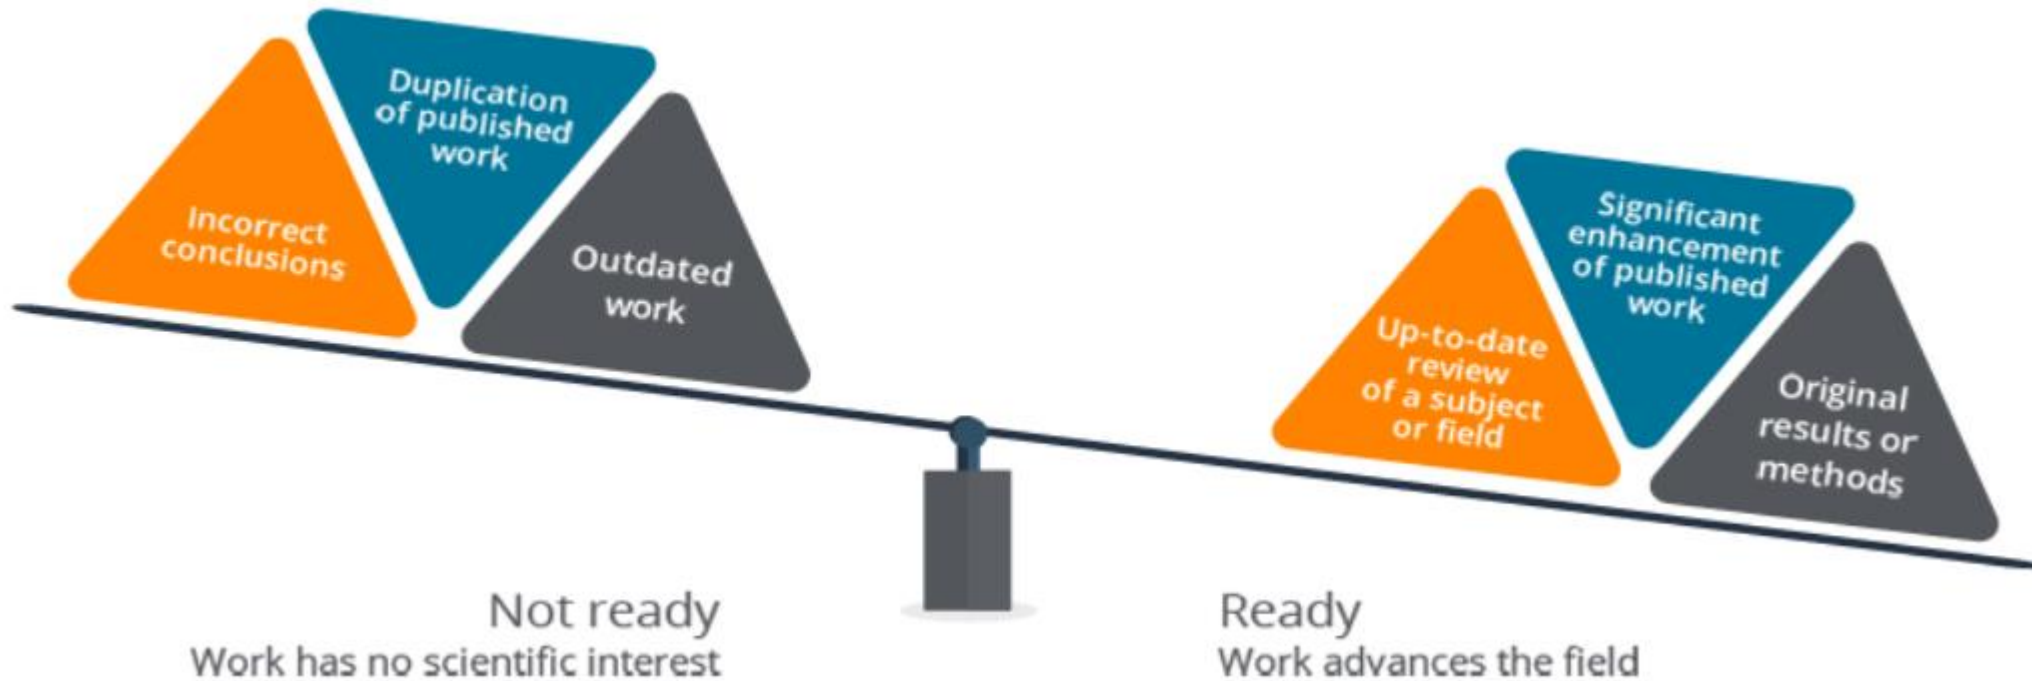 Duplication
of published
work
Incorrect
conclusions
Outdated
work
Significant
enhancement
of published
work
Up-to-date
review
of a subject
or field
Original
results or
methods
Not ready
Work has no scientific interest
Ready
Work advances the field